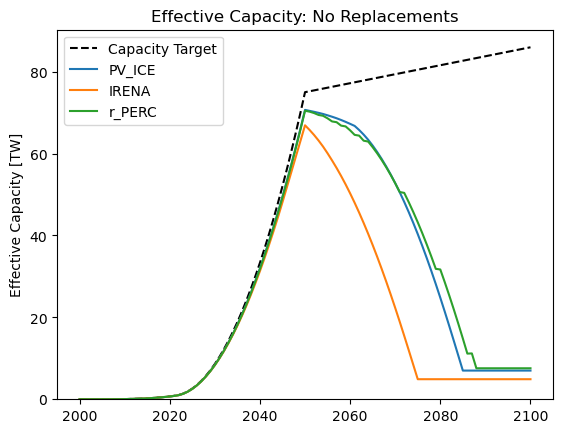 Effective Capacity: No Replacements
Capacity Target
PV_ICE
IRENA
r_PERC
Effective Capacity [TW]
80
60
40
20
0
2000 2020 2040 2060 2080 2100